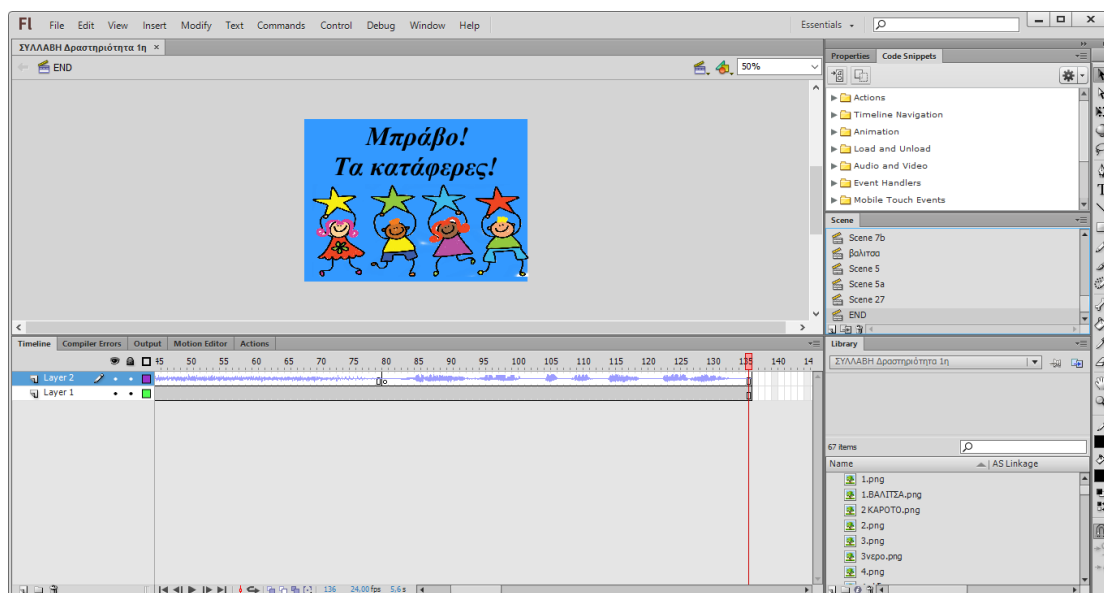 Fl File Edit View Insert Modify Text Commands Control Debug Window Help Essentials
ΣΥΛΛΑΒΗ Δραστηριότητα 1η ×
END 50%
Μπράβο!
Τα κατάφερες!
Properties Code Snippets
Actions
Timeline Navigation
Animation
Load and Unload
Audio and Video
Event Handlers
Mobile Touch Events
Scene
Scene 7b
βαλιτσα
Scene 5
Scene 5a
Scene 27
END
Timeline Compiler Errors Output Motion Editor Actions
45 50 55 60 65 70 75 80 85 90 95 100 105 110 115 120 125 130 135 140 14
Layer 2
Layer 1
136 24.00 fps 5,6 s
Library
ΣΥΛΛΑΒΗ Δραστηριότητα 1η
67 items
Name AS Linkage
1.png
1.ΒΑΛΙΤΣΑ.png
2 ΚΑΡΟΤΟ.png
2.png
3.png
3νερο.png
4.png